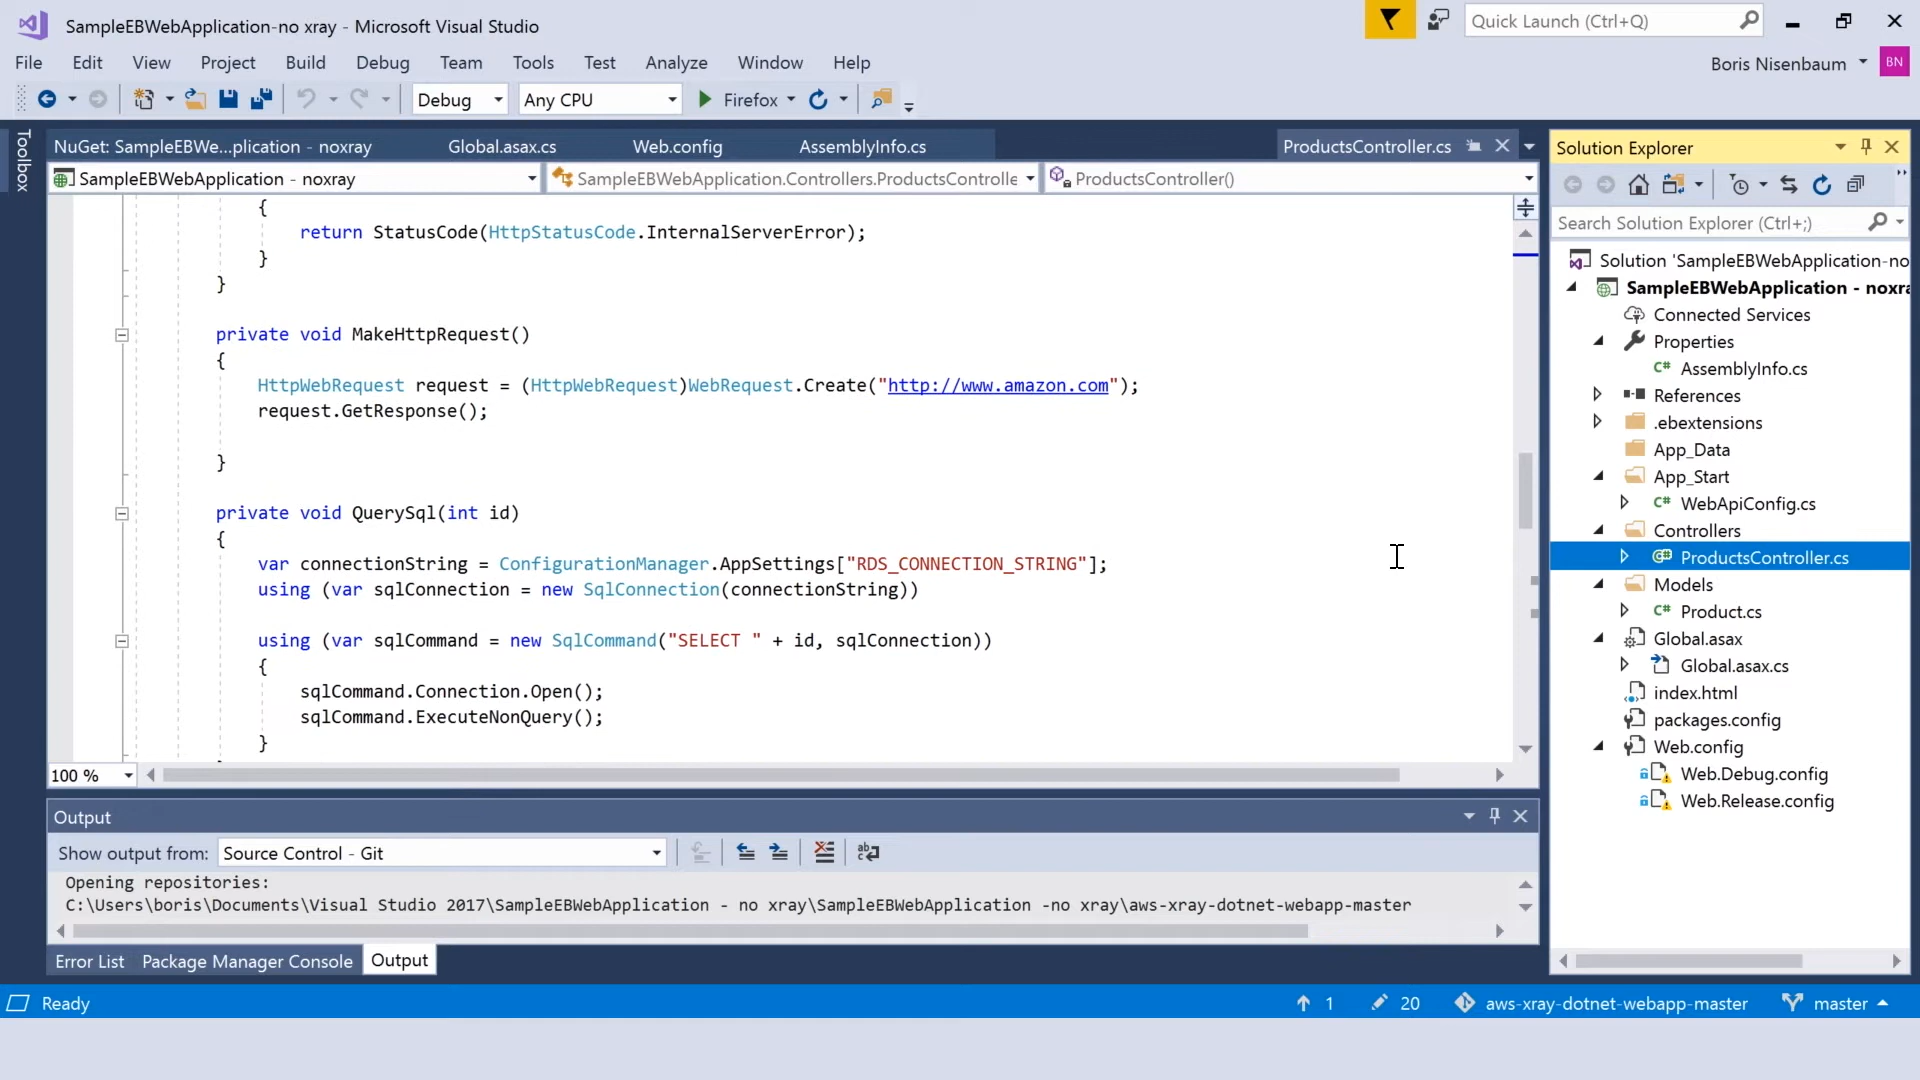 SampleEBWebApplication-no xray - Microsoft Visual Studio
Quick Launch (Ctrl+Q)
File Edit View Project Build Debug Team Tools Test Analyze Window Help
Boris Nisenbaum BN
Debug Any CPU Firefox
Toolbox
NuGet: SampleEBWe...plication - noxray Global.asax.cs Web.config AssemblyInfo.cs ProductsController.cs
SampleEBWebApplication - noxray SampleEBWebApplication.Controllers.ProductsControlle ProductsController()
{
return StatusCode(HttpStatusCode.InternalServerError);
}
}
private void MakeHttpRequest()
{
HttpWebRequest request = (HttpWebRequest)WebRequest.Create("http://www.amazon.com");
request.GetResponse();
}
private void QuerySql(int id)
{
var connectionString = ConfigurationManager.AppSettings["RDS_CONNECTION_STRING"];
using (var sqlConnection = new SqlConnection(connectionString))
using (var sqlCommand = new SqlCommand("SELECT " + id, sqlConnection))
{
sqlCommand.Connection.Open();
sqlCommand.ExecuteNonQuery();
}
100 %
Output
Show output from: Source Control - Git
Opening repositories:
C:\Users\boris\Documents\Visual Studio 2017\SampleEBWebApplication - no xray\SampleEBWebApplication -no xray\aws-xray-dotnet-webapp-master
Error List Package Manager Console Output
Solution Explorer
Search Solution Explorer (Ctrl+;)
Solution 'SampleEBWebApplication-no
SampleEBWebApplication - noxra
Connected Services
Properties
AssemblyInfo.cs
References
.ebextensions
App_Data
App_Start
WebApiConfig.cs
Controllers
ProductsController.cs
Models
Product.cs
Global.asax
Global.asax.cs
index.html
packages.config
Web.config
Web.Debug.config
Web.Release.config
Ready 1 20 aws-xray-dotnet-webapp-master master